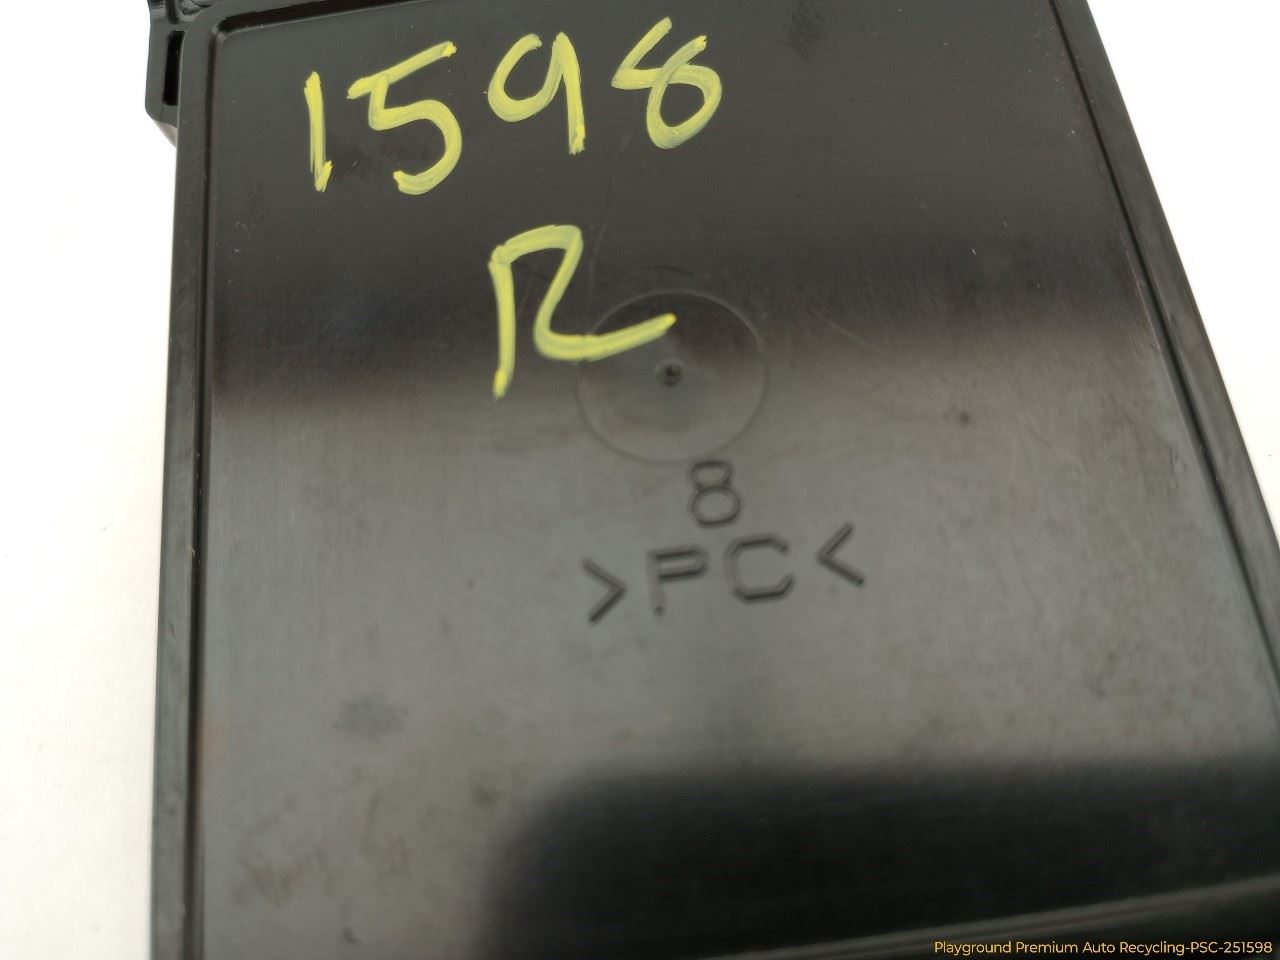 1598
R
8
>PC<
Playground Premium Auto Recycling-PSC-251598